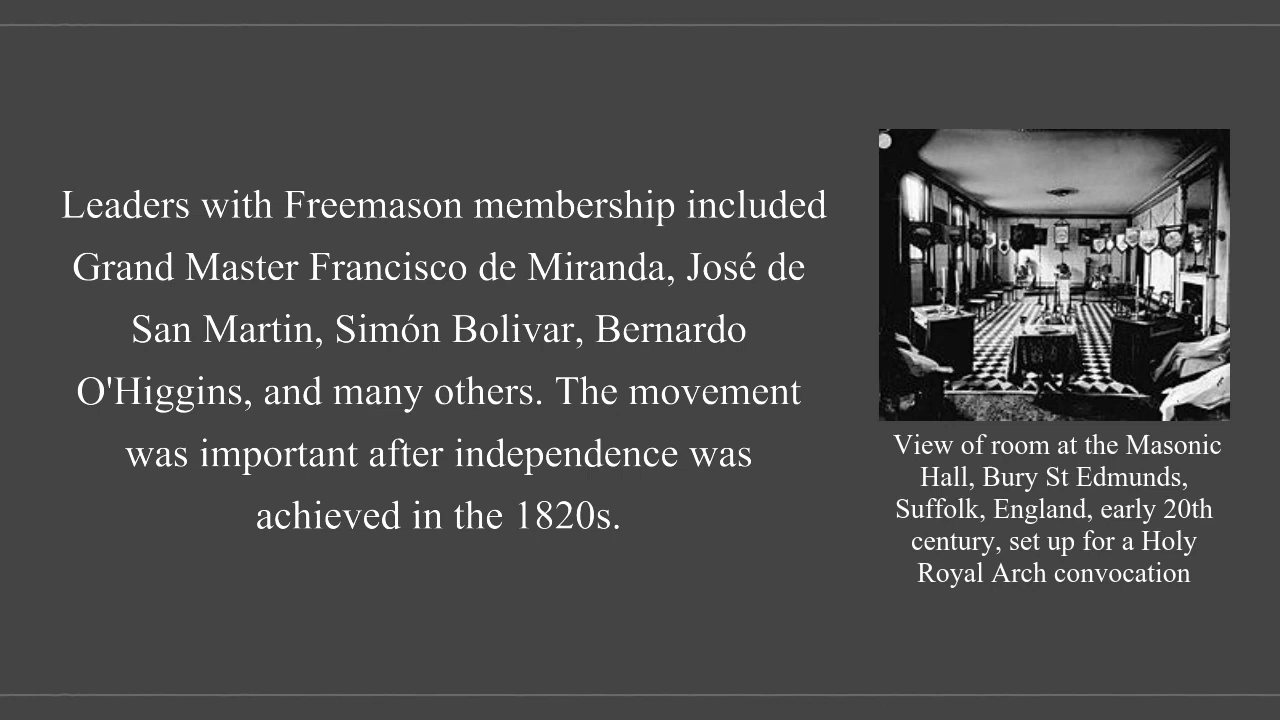 Leaders with Freemason membership included
Grand Master Francisco de Miranda, José de
San Martin, Simón Bolivar, Bernardo
O'Higgins, and many others. The movement
was important after independence was
achieved in the 1820s.
View of room at the Masonic
Hall, Bury St Edmunds,
Suffolk, England, early 20th
century, set up for a Holy
Royal Arch convocation